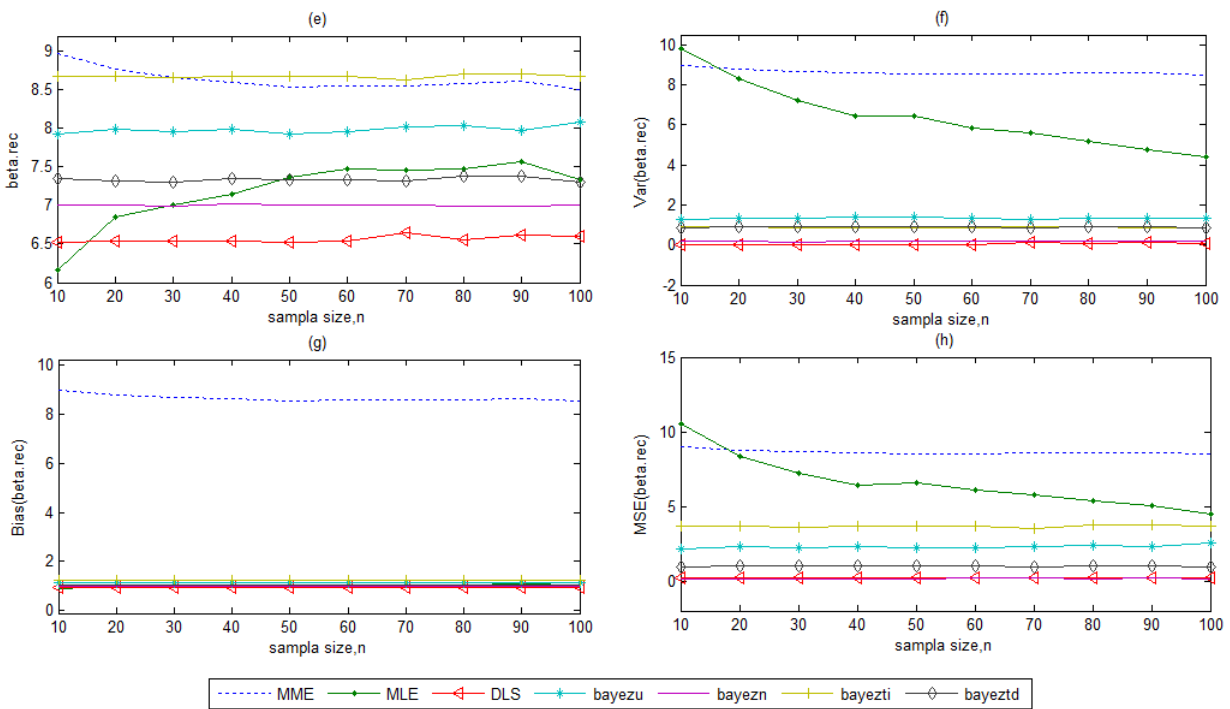 (e)
9
8.5
8
7.5
7
6.5
6
beta.rec
10 20 30 40 50 60 70 80 90 100
sampla size,n
(f)
10
8
6
4
2
0
-2
Var(beta.rec)
10 20 30 40 50 60 70 80 90 100
sampla size,n
(g)
10
8
6
4
2
0
Bias(beta.rec)
10 20 30 40 50 60 70 80 90 100
sampla size,n
(h)
15
10
5
0
MSE(beta.rec)
10 20 30 40 50 60 70 80 90 100
sampla size,n
MME MLE DLS bayezu bayezn bayezti bayeztd